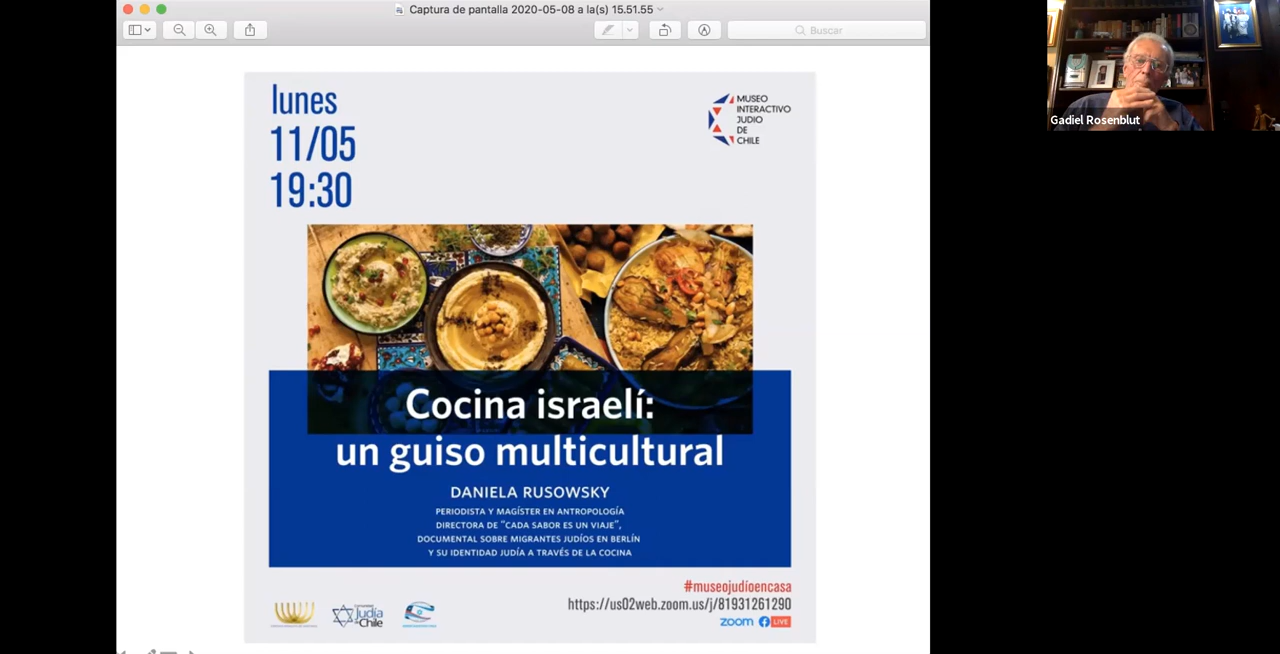 Captura de pantalla 2020-05-08 a la(s) 15.51.55
Buscar
lunes
11/05
19:30
MUSEO
INTERACTIVO
JUDÍO
DE
CHILE
Cocina israelí:
un guiso multicultural
DANIELA RUSOWSKY
PERIODISTA Y MAGÍSTER EN ANTROPOLOGÍA
DIRECTORA DE “CADA SABOR ES UN VIAJE”,
DOCUMENTAL SOBRE MIGRANTES JUDÍOS EN BERLÍN
Y SU IDENTIDAD JUDÍA A TRAVÉS DE LA COCINA
#museojudíoencasa
https://us02web.zoom.us/j/81931261290
zoom LIVE
Judía
Chile
Gadiel Rosenblut